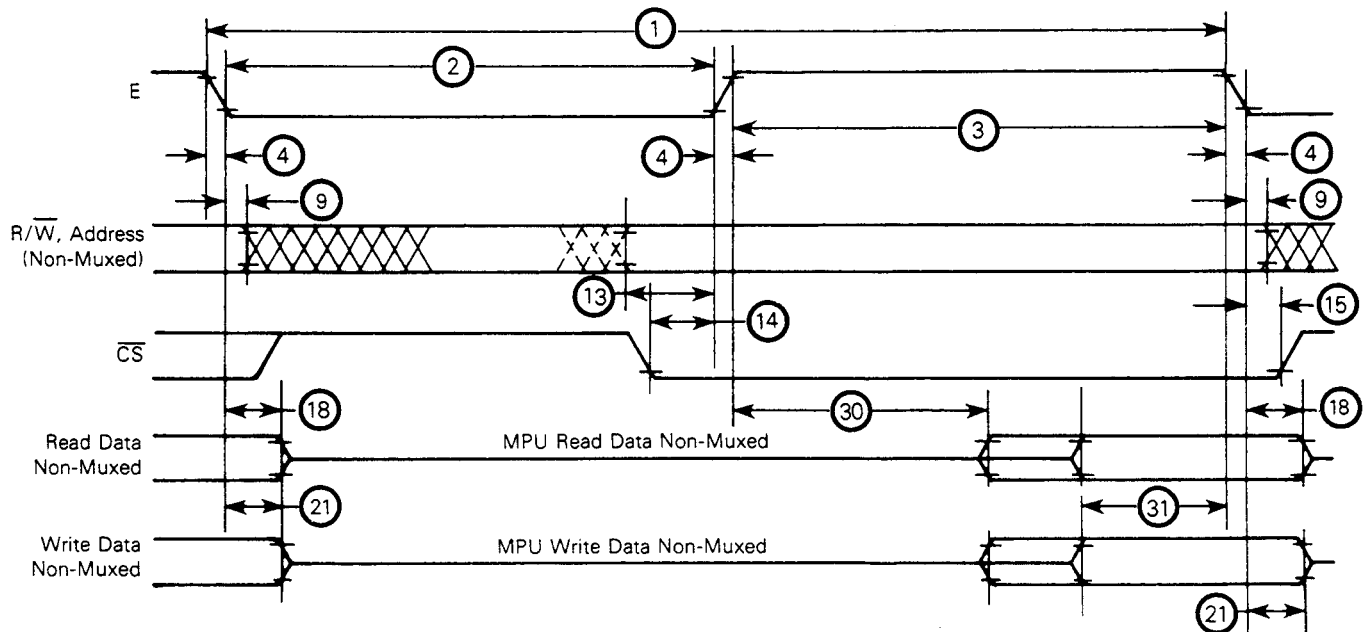 1
2
E
3
4
4
4
9
9
R/W̅, Address
(Non-Muxed)
13
14
15
C̅S̅
18
30
18
Read Data
Non-Muxed
MPU Read Data Non-Muxed
21
31
Write Data
Non-Muxed
MPU Write Data Non-Muxed
21